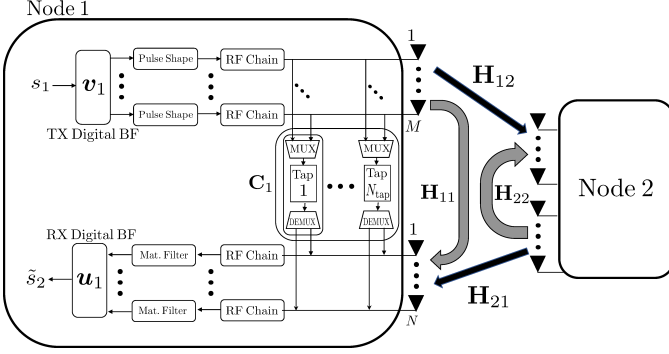 Node 1
s₁
v₁
Pulse Shape
RF Chain
Pulse Shape
RF Chain
TX Digital BF
1
M
H₁₂
C₁
MUX
MUX
Tap
1
Tap
N_tap
DEMUX
DEMUX
H₁₁
H₂₂
Node 2
RX Digital BF
s̃₂
u₁
Mat. Filter
RF Chain
Mat. Filter
RF Chain
1
N
H₂₁